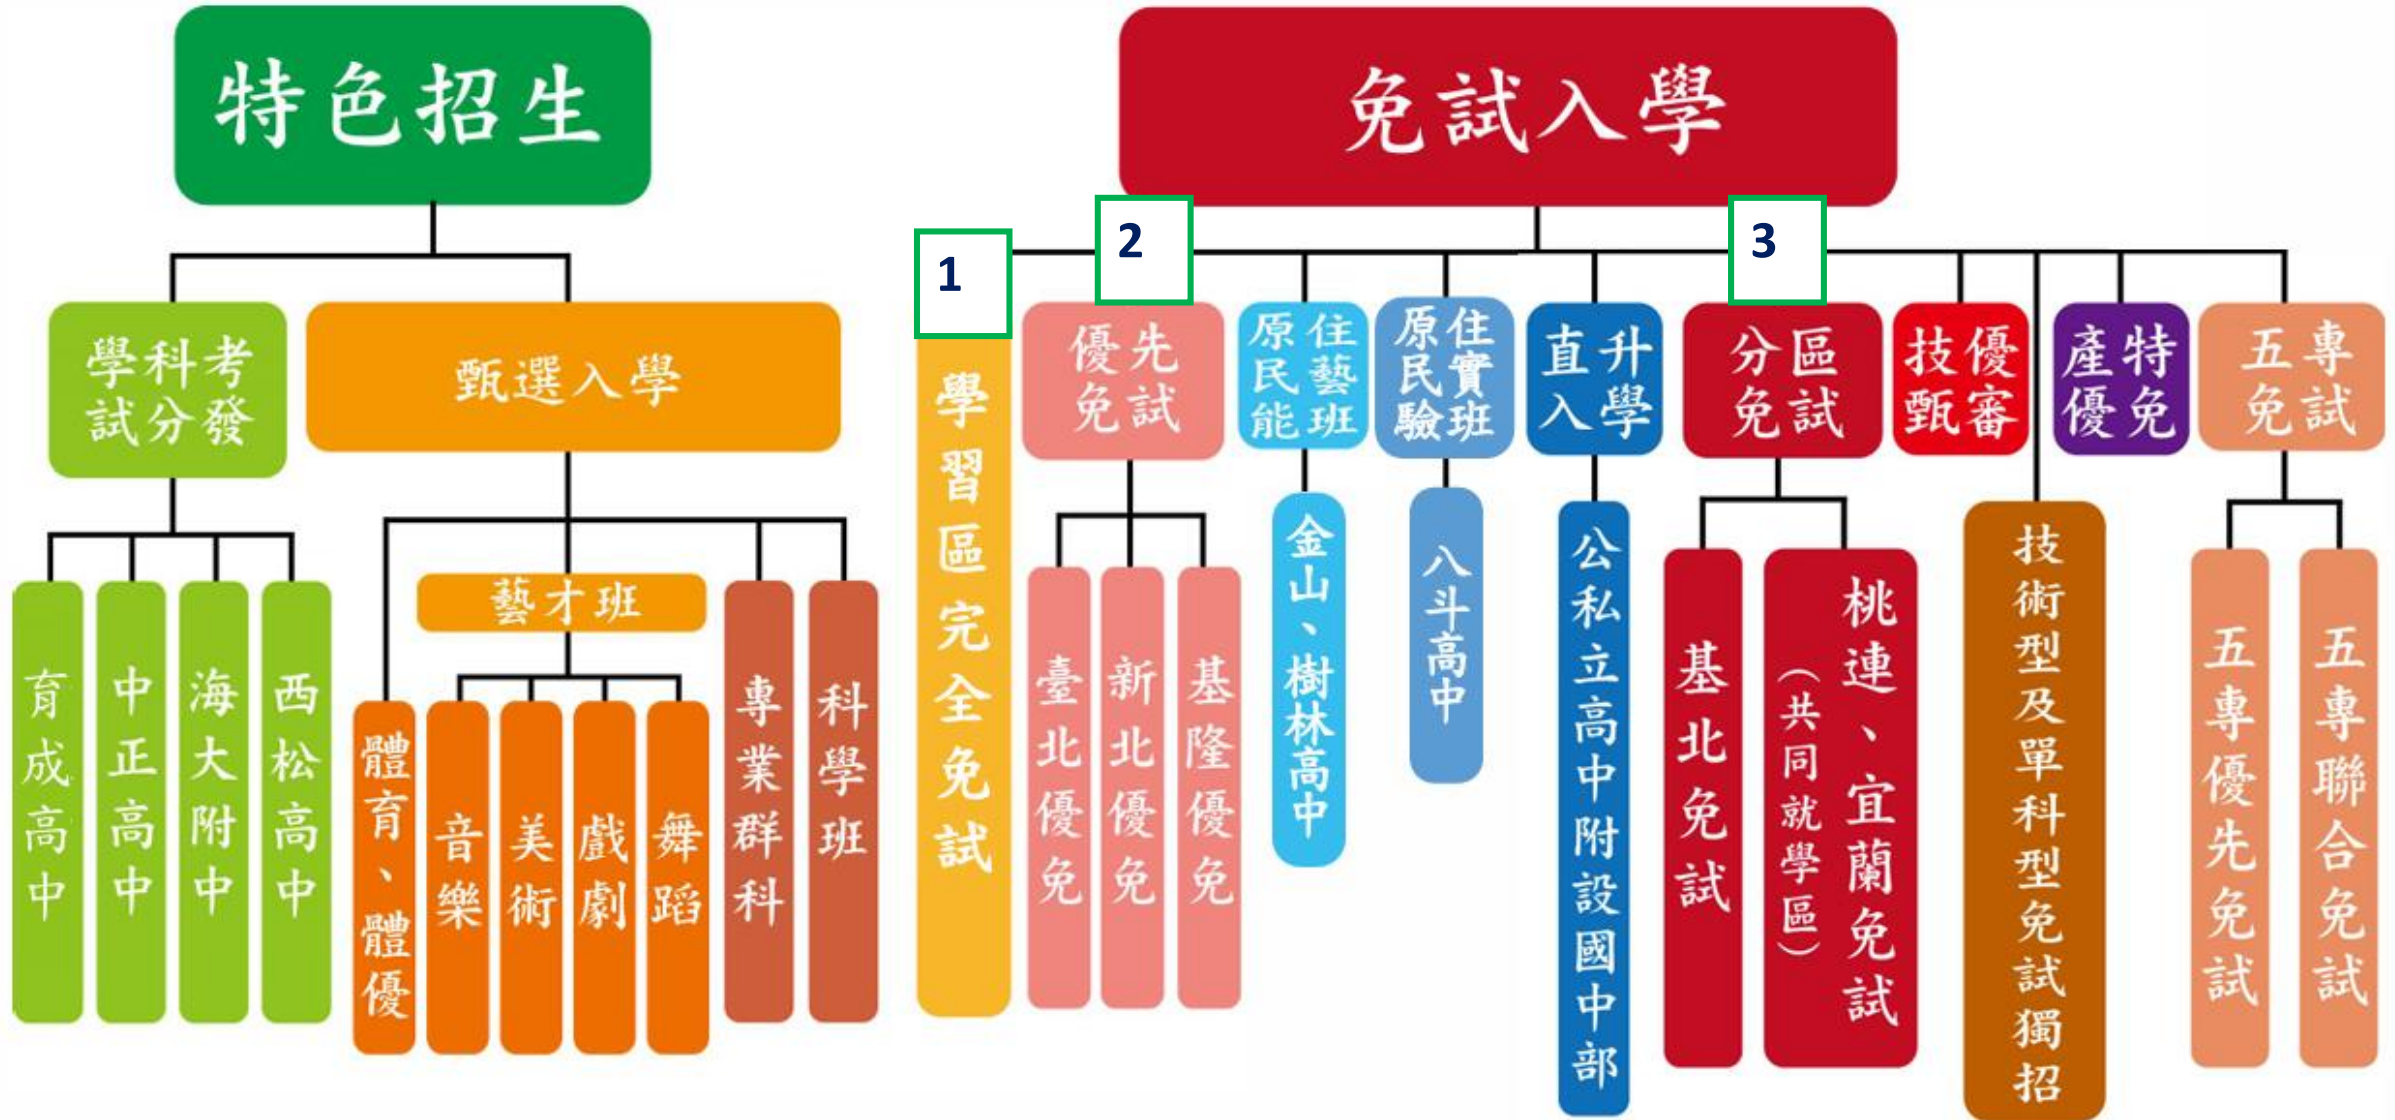 特色招生
學科考
試分發
育成高中
中正高中
海大附中
西松高中
甄選入學
體育、體優
藝才班
音樂
美術
戲劇
舞蹈
專業群科
科學班
免試入學
1
學習區完全免試
2
優先
免試
臺北優免
新北優免
基隆優免
原住
民藝
能班
金山、樹林高中
原住
民實
驗班
八斗高中
直升
入學
公私立高中附設國中部
3
分區
免試
基北免試
桃連、宜蘭免試
（共同就學區）
技優
甄審
技術型及單科型免試獨招
產特
優免
五專
免試
五專優先免試
五專聯合免試